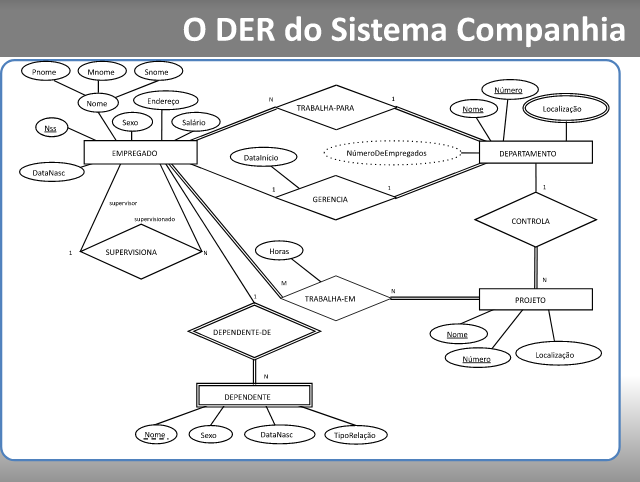 O DER do Sistema Companhia
Pnome
Mnome
Snome
Nome
Endereço
Nss
Sexo
Salário
DataNasc
EMPREGADO
N
TRABALHA-PARA
1
Número
Nome
Localização
DataInício
NúmeroDeEmpregados
DEPARTAMENTO
1
GERENCIA
1
supervisor
supervisionado
1
SUPERVISIONA
N
1
CONTROLA
N
Horas
M
TRABALHA-EM
N
PROJETO
1
DEPENDENTE-DE
Nome
Número
Localização
N
DEPENDENTE
Nome
Sexo
DataNasc
TipoRelação